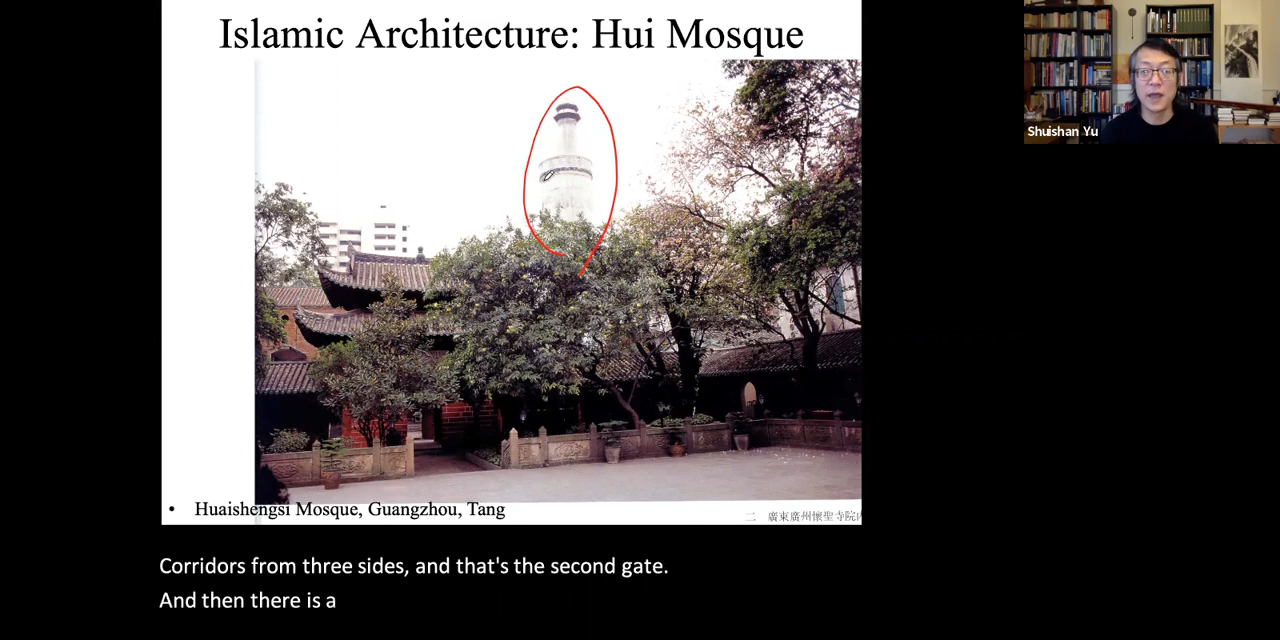 Islamic Architecture: Hui Mosque
Shuishan Yu
• Huaishengsi Mosque, Guangzhou, Tang
二 廣東廣州懷聖寺院内
Corridors from three sides, and that's the second gate.
And then there is a